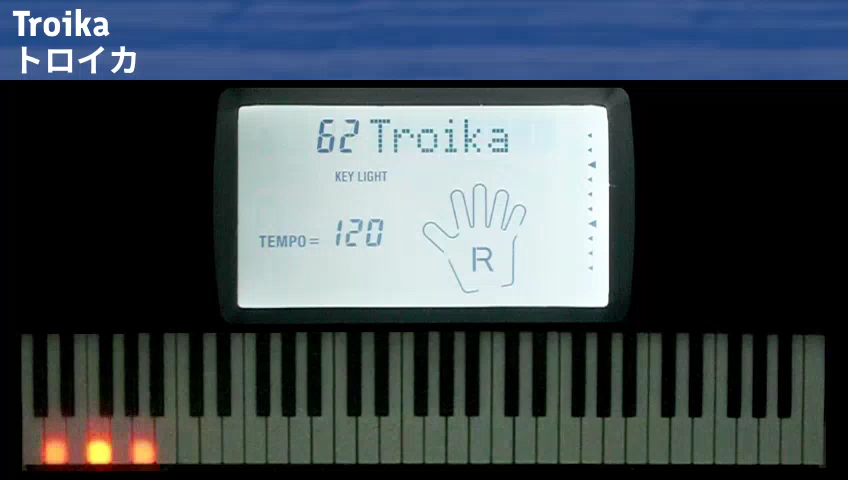 Troika
トロイカ
62 Troika
KEY LIGHT
TEMPO= 120
R